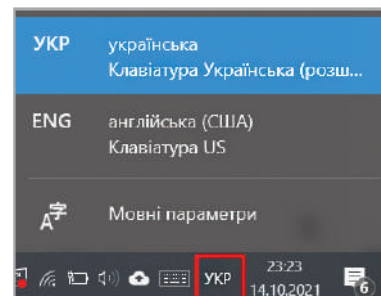 УКР
українська
Клавіатура Українська (розш...
ENG
англійська (США)
Клавіатура US
Мовні параметри
УКР
23:23
14.10.2021
6